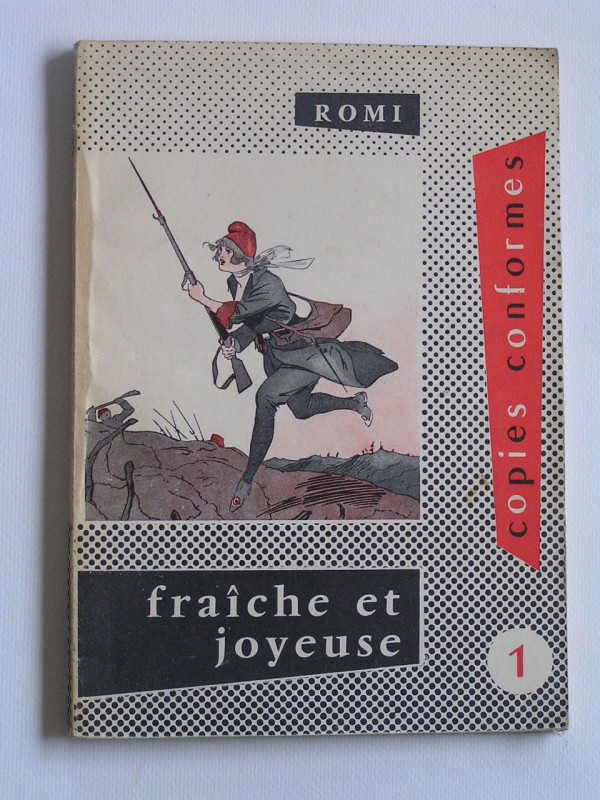 ROMI
copies conformes
fraîche et
joyeuse
1